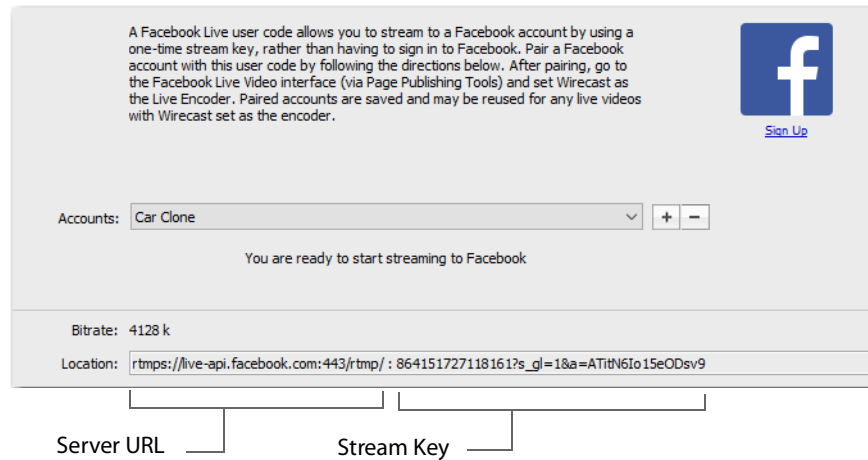 A Facebook Live user code allows you to stream to a Facebook account by using a
one-time stream key, rather than having to sign in to Facebook. Pair a Facebook
account with this user code by following the directions below. After pairing, go to
the Facebook Live Video interface (via Page Publishing Tools) and set Wirecast as
the Live Encoder. Paired accounts are saved and may be reused for any live videos
with Wirecast set as the encoder.
f
Sign Up
Accounts: Car Clone + −
You are ready to start streaming to Facebook
Bitrate: 4128 k
Location: rtmps://live-api.facebook.com:443/rtmp/ : 864151727118161?s_gl=1&a=ATitN6Io15eODsv9
Server URL Stream Key